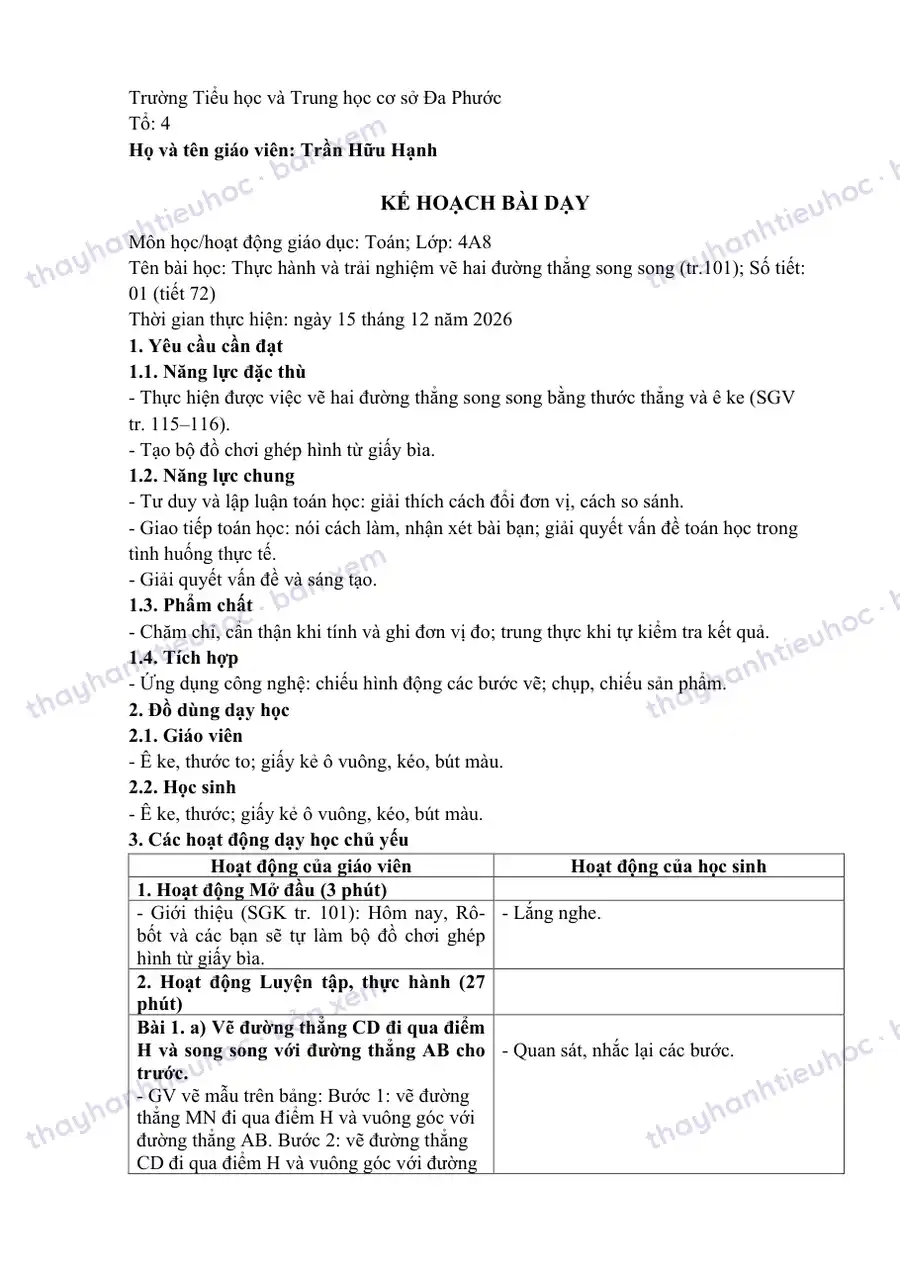 Trường Tiểu học và Trung học cơ sở Đa Phước
Tổ: 4
Họ và tên giáo viên: Trần Hữu Hạnh
KẾ HOẠCH BÀI DẠY
Môn học/hoạt động giáo dục: Toán; Lớp: 4A8
Tên bài học: Thực hành và trải nghiệm vẽ hai đường thẳng song song (tr.101); Số tiết:
01 (tiết 72)
Thời gian thực hiện: ngày 15 tháng 12 năm 2026
1. Yêu cầu cần đạt
1.1. Năng lực đặc thù
- Thực hiện được việc vẽ hai đường thẳng song song bằng thước thẳng và ê ke (SGV
tr. 115–116).
- Tạo bộ đồ chơi ghép hình từ giấy bìa.
1.2. Năng lực chung
- Tư duy và lập luận toán học: giải thích cách đổi đơn vị, cách so sánh.
- Giao tiếp toán học: nói cách làm, nhận xét bài bạn; giải quyết vấn đề toán học trong
tình huống thực tế.
- Giải quyết vấn đề và sáng tạo.
1.3. Phẩm chất
- Chăm chỉ, cẩn thận khi tính và ghi đơn vị đo; trung thực khi tự kiểm tra kết quả.
1.4. Tích hợp
- Ứng dụng công nghệ: chiếu hình động các bước vẽ; chụp, chiếu sản phẩm.
2. Đồ dùng dạy học
2.1. Giáo viên
- Ê ke, thước to; giấy kẻ ô vuông, kéo, bút màu.
2.2. Học sinh
- Ê ke, thước; giấy kẻ ô vuông, kéo, bút màu.
3. Các hoạt động dạy học chủ yếu
Hoạt động của giáo viên
Hoạt động của học sinh
1. Hoạt động Mở đầu (3 phút)
- Giới thiệu (SGK tr. 101): Hôm nay, Rô-
bốt và các bạn sẽ tự làm bộ đồ chơi ghép
hình từ giấy bìa.
- Lắng nghe.
2. Hoạt động Luyện tập, thực hành (27
phút)
Bài 1. a) Vẽ đường thẳng CD đi qua điểm
H và song song với đường thẳng AB cho
trước.
- GV vẽ mẫu trên bảng: Bước 1: vẽ đường
thẳng MN đi qua điểm H và vuông góc với
đường thẳng AB. Bước 2: vẽ đường thẳng
CD đi qua điểm H và vuông góc với đường
- Quan sát, nhắc lại các bước.
thayhanhtieuhoc · bản xem
thayhanhtieuhoc · b
thayhanhtieuhoc · bản xem
thayhanhtieuhoc · b
thayhanhtieuhoc · bản xem
thayhanhtieuhoc · b